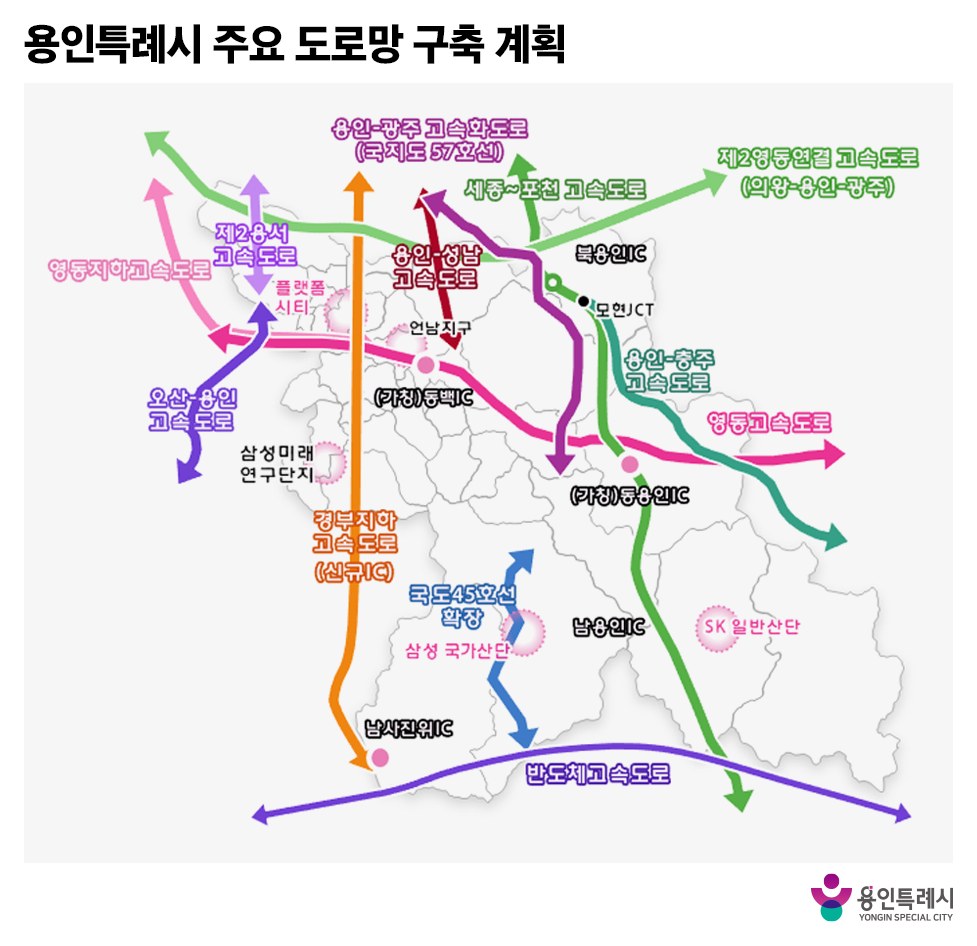 용인특례시 주요 도로망 구축 계획
용인-광주 고속화도로
(국지도 57호선)
제2영동연결 고속도로
(의왕-용인-광주)
세종~포천 고속도로
제2용서
고속도로
용인-성남
고속도로
북용인IC
영동지하고속도로
플랫폼
시티
모현JCT
언남지구
용인-충주
고속도로
(가칭)동백IC
오산-용인
고속도로
영동고속도로
삼성미래
연구단지
(가칭)동용인IC
경부지하
고속도로
(신규IC)
국도45호선
확장
남용인IC
SK 일반산단
삼성 국가산단
남사진위IC
반도체고속도로
용인특례시
YONGIN SPECIAL CITY